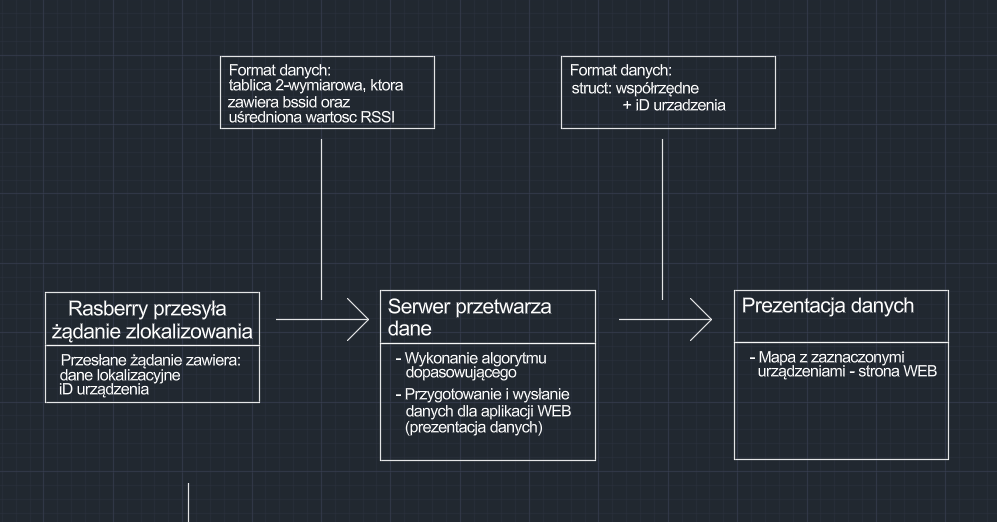 Format danych:
tablica 2-wymiarowa, ktora
zawiera bssid oraz
uśredniona wartosc RSSI
Format danych:
struct: współrzędne
+ iD urzadzenia
Rasberry przesyła
żądanie zlokalizowania
Przesłane żądanie zawiera:
dane lokalizacyjne
iD urządzenia
Serwer przetwarza
dane
- Wykonanie algorytmu
dopasowującego
- Przygotowanie i wysłanie
danych dla aplikacji WEB
(prezentacja danych)
Prezentacja danych
- Mapa z zaznaczonymi
urządzeniami - strona WEB